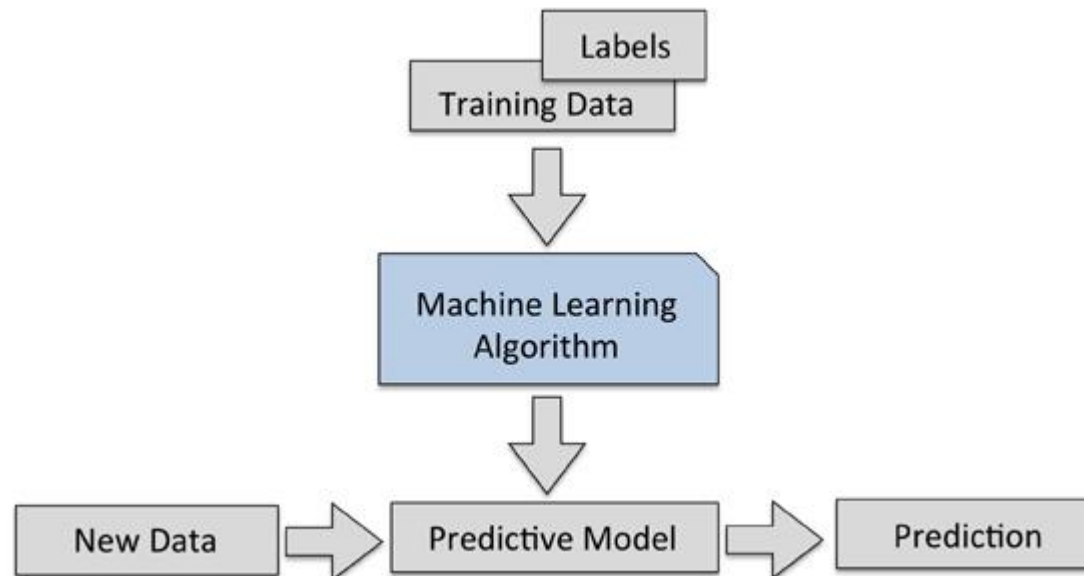 Labels
Training Data
Machine Learning
Algorithm
New Data
Predictive Model
Prediction